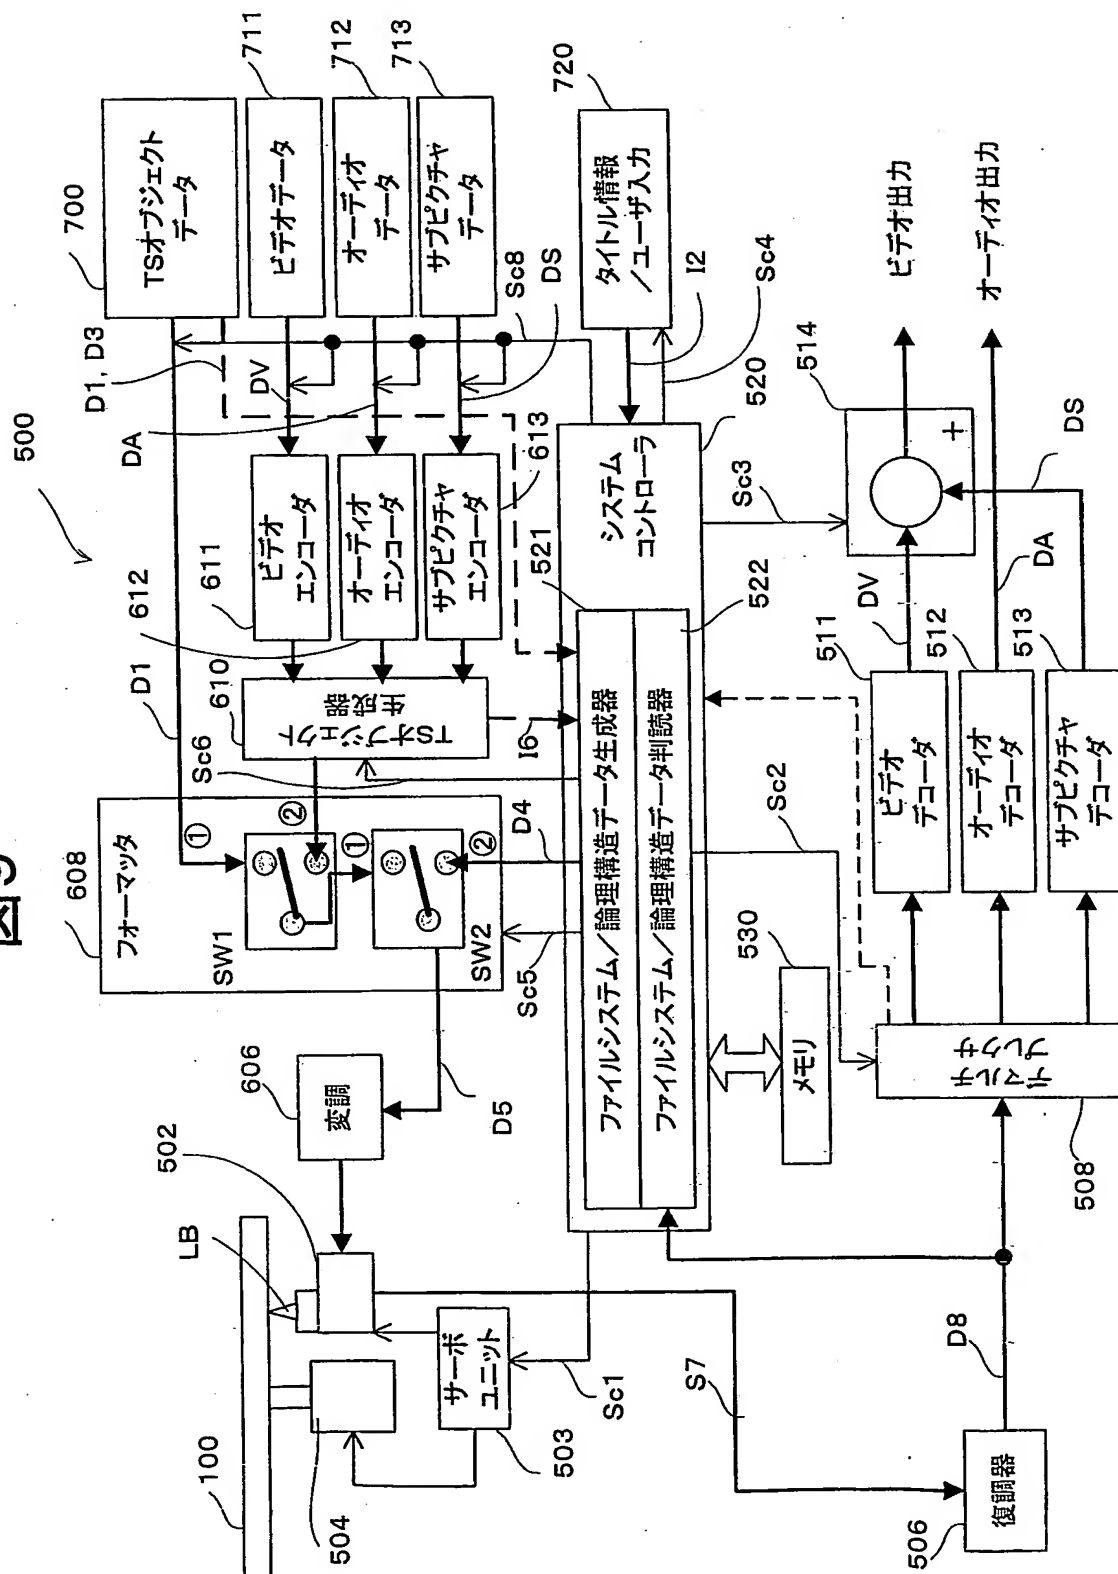 500
700
TSオブジェクト
データ
711
ビデオデータ
712
オーディオ
データ
713
サブピクチャ
データ
D1, D3
DV
DA
Sc8
DS
D1
612
611
ビデオ
エンコーダ
オーディオ
エンコーダ
サブピクチャ
エンコーダ
613
610
TSオブジェクト
生成器
Sc6
I6
608
フォーマッタ
①
②
SW1
①
②
SW2
Sc5
D4
D5
606
変調
502
LB
100
504
サーボ
ユニット
503
Sc1
S7
720
タイトル情報
/ユーザ入力
I2
Sc4
520
システム
コントローラ
521
ファイルシステム/論理構造データ生成器
522
ファイルシステム/論理構造データ判読器
Sc3
Sc2
530
メモリ
514
+
ビデオ出力
オーディオ出力
DS
DA
DV
511
ビデオ
デコーダ
512
オーディオ
デコーダ
513
サブピクチャ
デコーダ
デマルチ
プレクサ
508
D8
復調器
506